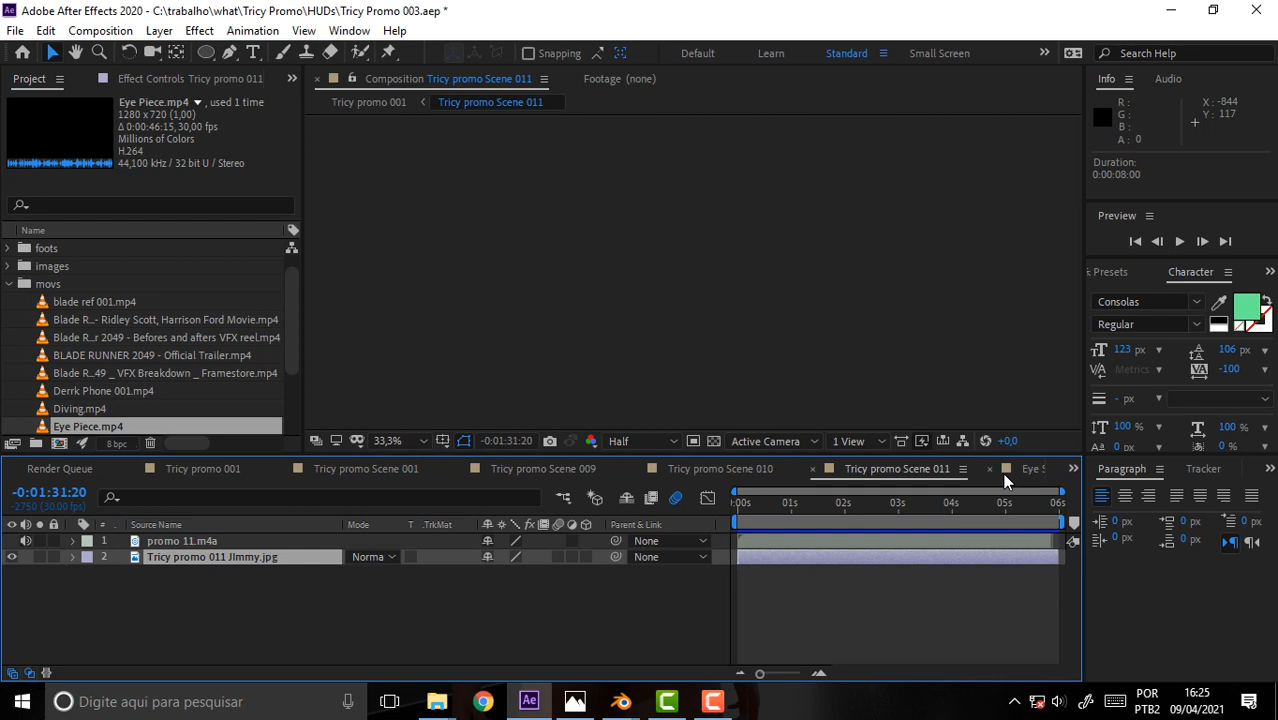 Adobe After Effects 2020 - C:\trabalho\what\Tricy Promo\HUDs\Tricy Promo 003.aep *
File Edit Composition Layer Effect Animation View Window Help
Snapping Default Learn Standard Small Screen Search Help
Project Effect Controls Tricy promo 011
Composition Tricy promo Scene 011 Footage (none)
Info Audio
Eye Piece.mp4 , used 1 time
1280 x 720 (1,00)
Δ 0:00:46:15, 30,00 fps
Millions of Colors
H.264
44,100 kHz / 32 bit U / Stereo
Tricy promo 001 Tricy promo Scene 011
R :
G :
B :
A : 0
X : -844
Y : 117
Duration:
0:00:08:00
Name
foots
images
movs
blade ref 001.mp4
Blade R...- Ridley Scott, Harrison Ford Movie.mp4
Blade R...r 2049 - Befores and afters VFX reel.mp4
BLADE RUNNER 2049 - Official Trailer.mp4
Blade R...49 _ VFX Breakdown _ Framestore.mp4
Derrk Phone 001.mp4
Diving.mp4
Eye Piece.mp4
8 bpc
33,3% -0:01:31:20 Half Active Camera 1 View +0,0
Preview
Presets Character
Consolas
Regular
123 px 106 px
Metrics -100
- px
100 % 100 %
0 px 0 %
Render Queue Tricy promo 001 Tricy promo Scene 001 Tricy promo Scene 009 Tricy promo Scene 010 Tricy promo Scene 011 Eye S
-0:01:31:20
-2750 (30.00 fps)
:00s 01s 02s 03s 04s 05s 06s
# Source Name Mode T .TrkMat Parent & Link
1 promo 11.m4a None
2 Tricy promo 011 JImmy.jpg Norma None
Paragraph Tracker
0 px 0 px 0 px
0 px 0 px
Digite aqui para pesquisar
POR
PTB2
16:25
09/04/2021